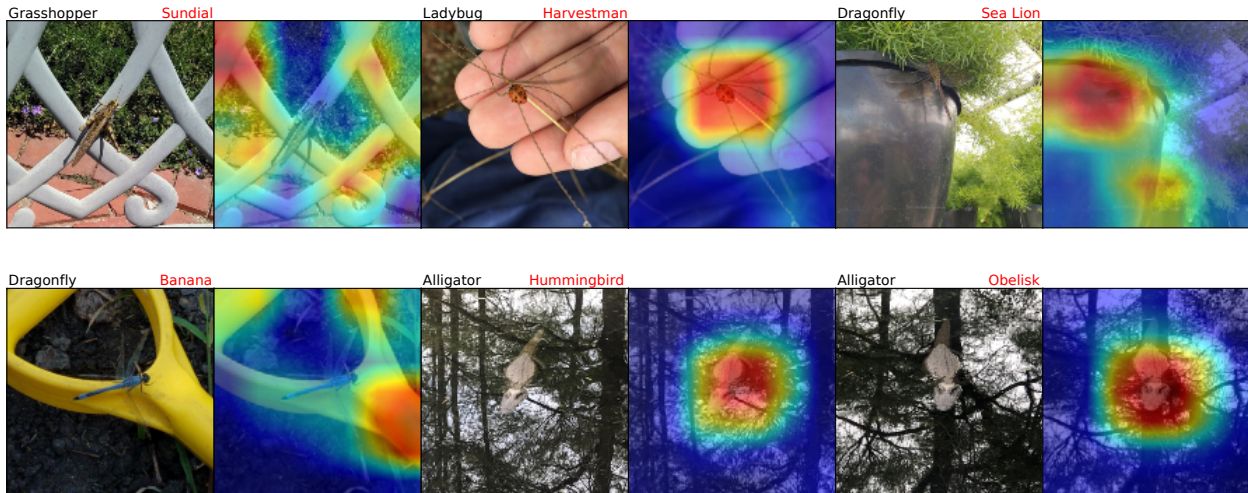 Grasshopper Sundial Ladybug Harvestman Dragonfly Sea Lion
Dragonfly Banana Alligator Hummingbird Alligator Obelisk